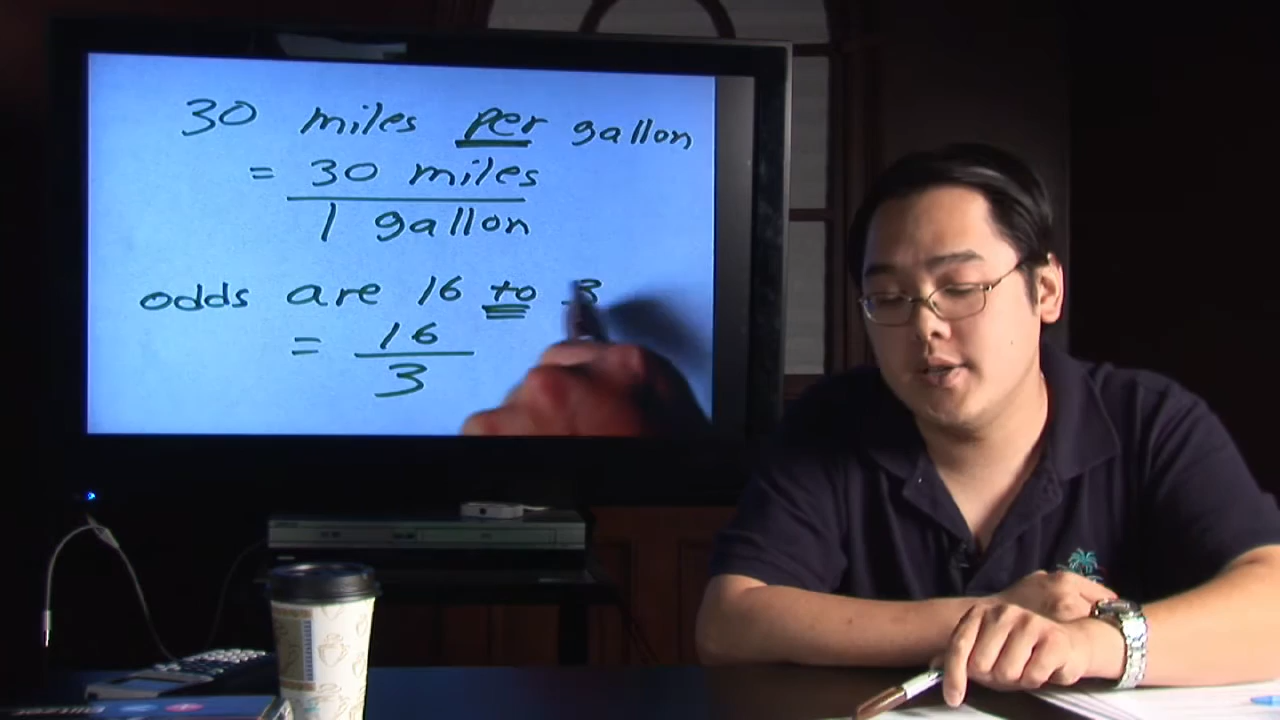 30 miles per gallon
= 30 miles
1 gallon
odds are 16 to 3
= 16
3